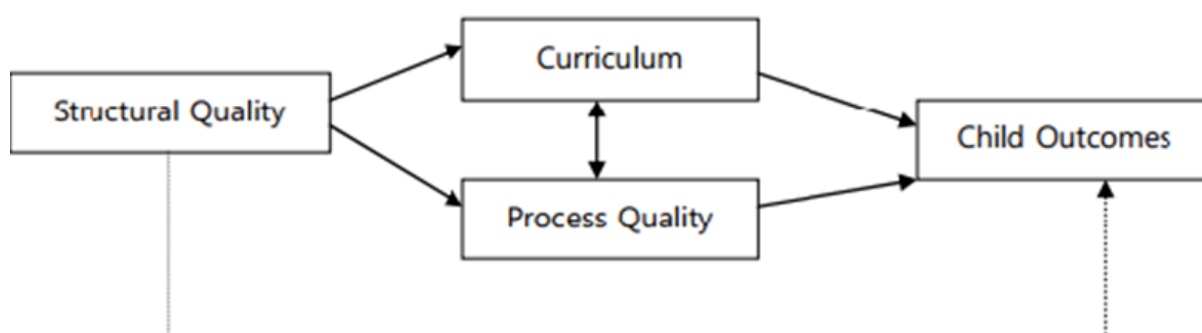 Curriculum
Structural Quality
Child Outcomes
Process Quality